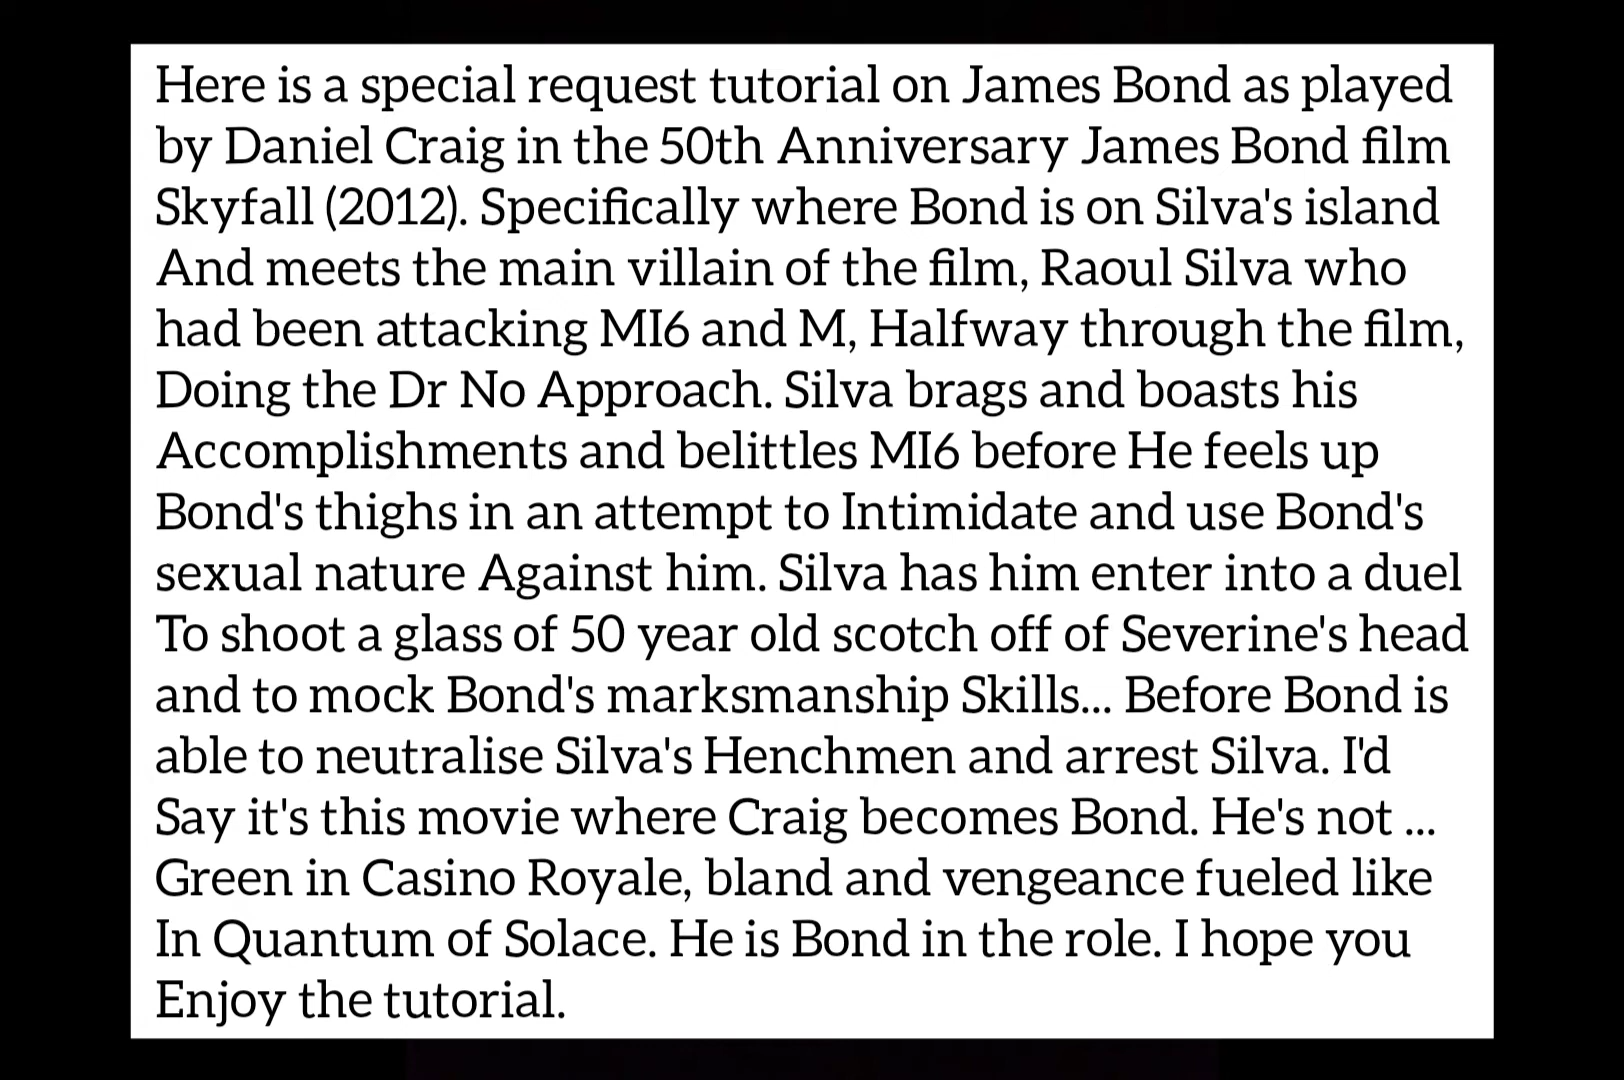 Here is a special request tutorial on James Bond as played
by Daniel Craig in the 50th Anniversary James Bond film
Skyfall (2012). Specifically where Bond is on Silva's island
And meets the main villain of the film, Raoul Silva who
had been attacking MI6 and M, Halfway through the film,
Doing the Dr No Approach. Silva brags and boasts his
Accomplishments and belittles MI6 before He feels up
Bond's thighs in an attempt to Intimidate and use Bond's
sexual nature Against him. Silva has him enter into a duel
To shoot a glass of 50 year old scotch off of Severine's head
and to mock Bond's marksmanship Skills... Before Bond is
able to neutralise Silva's Henchmen and arrest Silva. I'd
Say it's this movie where Craig becomes Bond. He's not ...
Green in Casino Royale, bland and vengeance fueled like
In Quantum of Solace. He is Bond in the role. I hope you
Enjoy the tutorial.